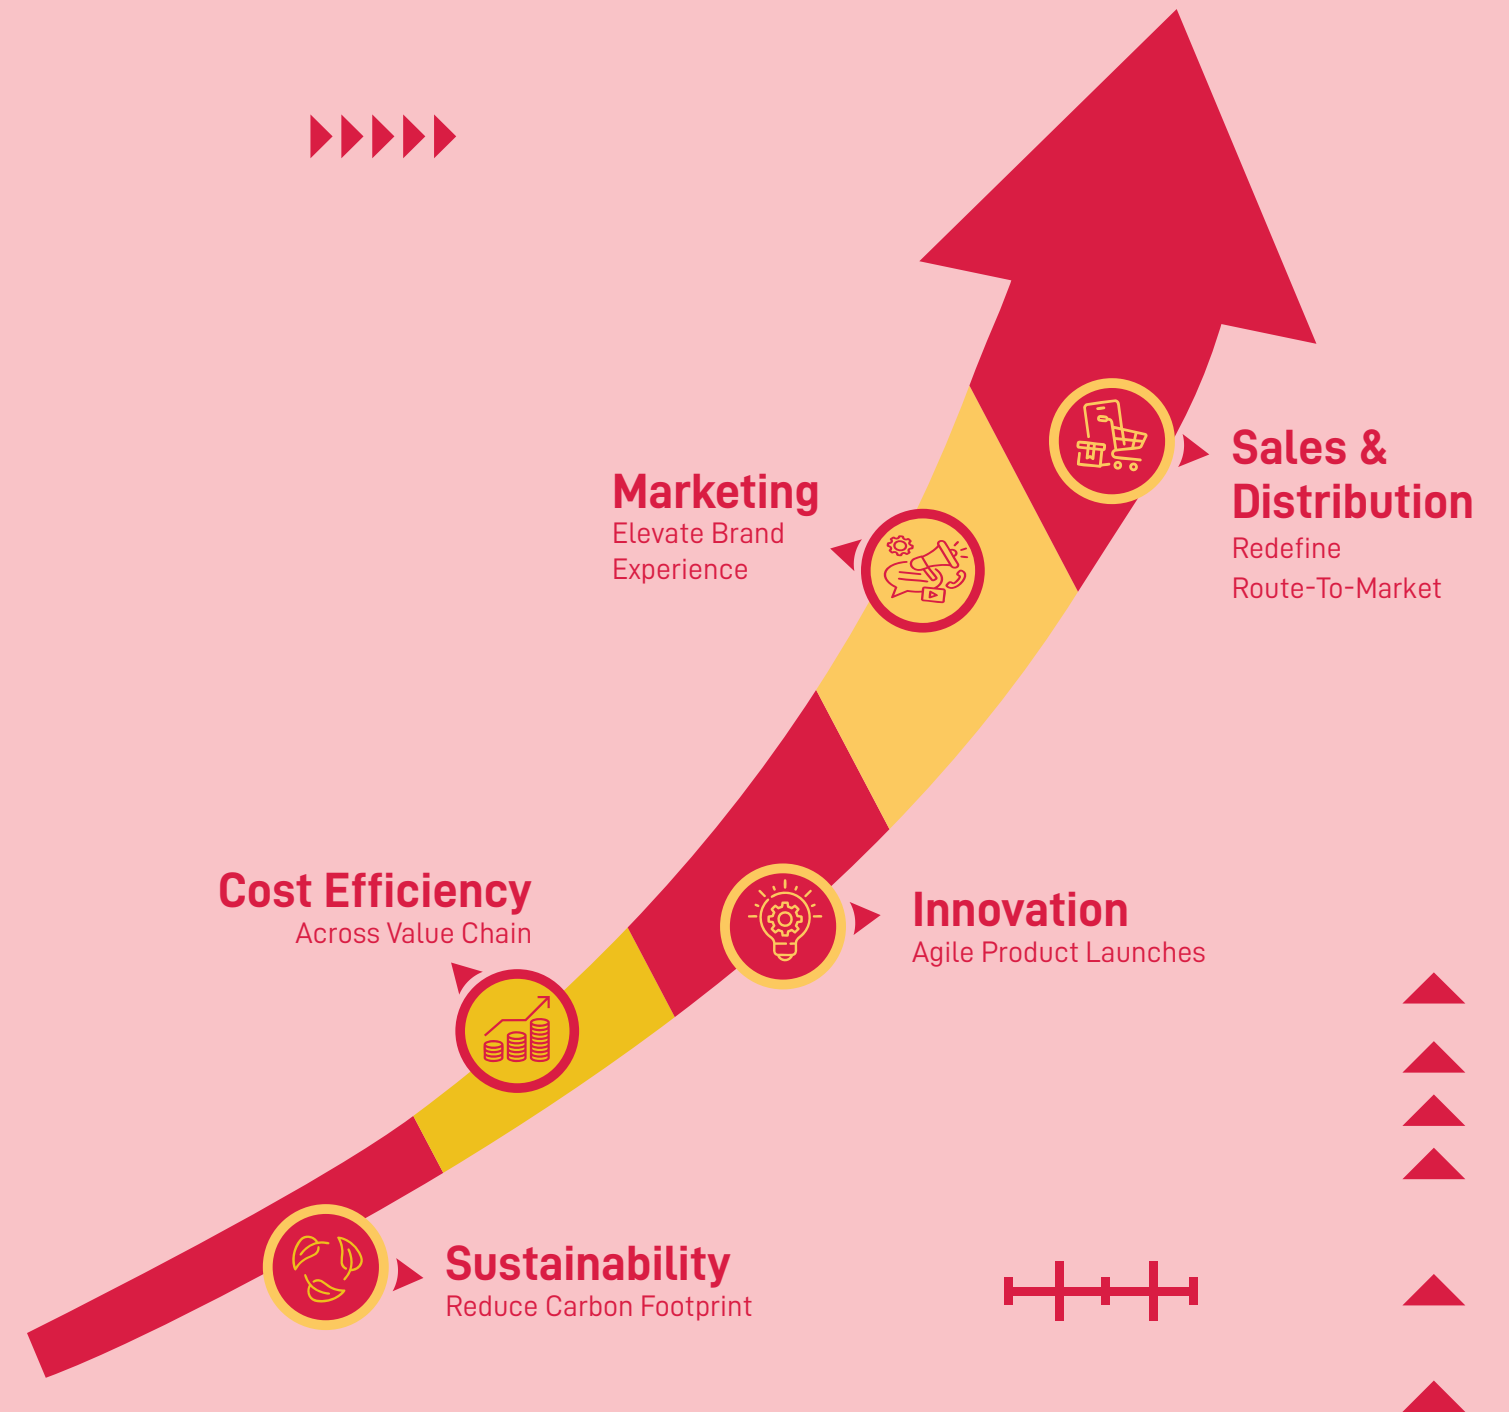 Sales &
Distribution
Redefine
Route-To-Market
Marketing
Elevate Brand
Experience
Cost Efficiency
Across Value Chain
Innovation
Agile Product Launches
Sustainability
Reduce Carbon Footprint